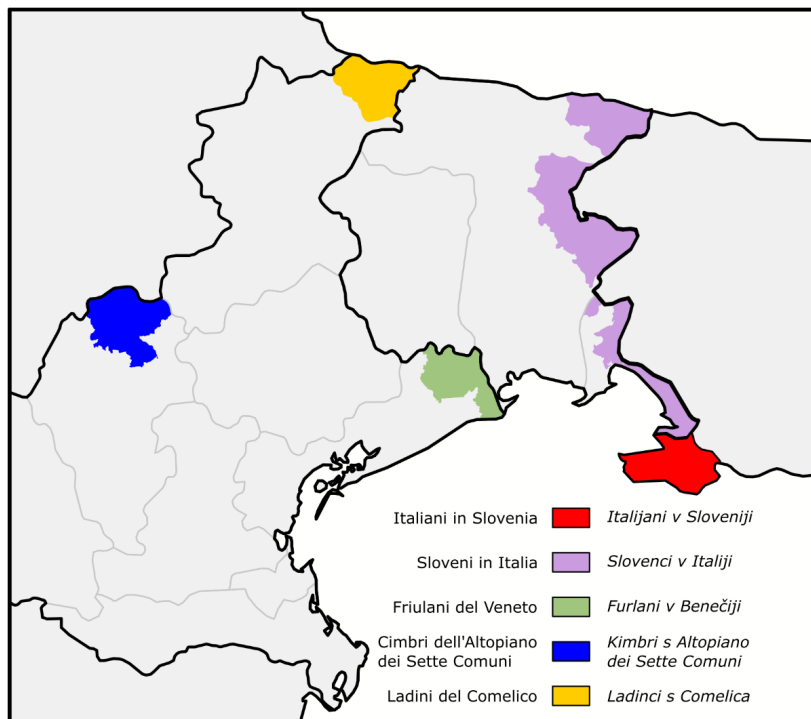 Italiani in Slovenia Italijani v Sloveniji
Sloveni in Italia Slovenci v Italiji
Friulani del Veneto Furlani v Benečiji
Cimbri dell'Altopiano Kimbri s Altopiano
dei Sette Comuni dei Sette Comuni
Ladini del Comelico Ladinci s Comelica